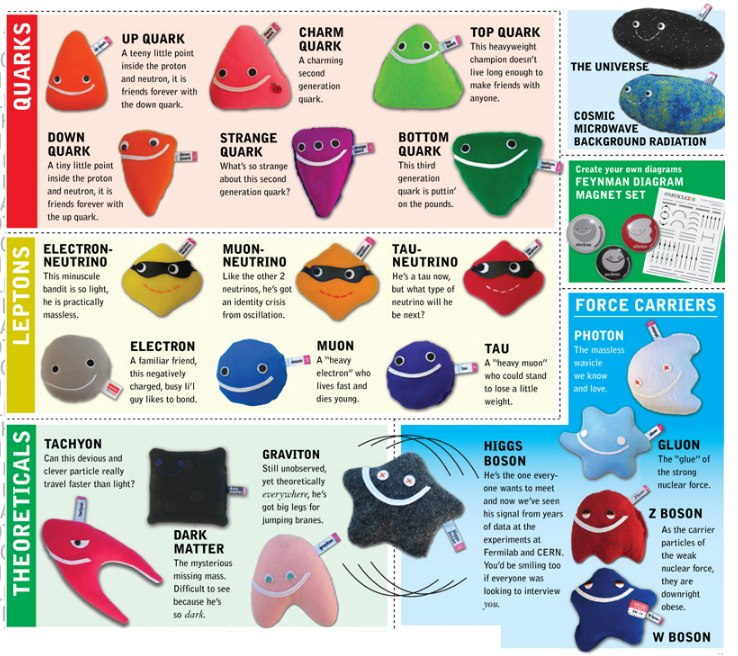 QUARKS
UP QUARK
A teeny little point
inside the proton
and neutron, it is
friends forever with
the down quark.
CHARM
QUARK
A charming
second
generation
quark.
TOP QUARK
This heavyweight
champion doesn't
live long enough to
make friends with
anyone.
DOWN
QUARK
A tiny little point
inside the proton
and neutron, it is
friends forever with
the up quark.
STRANGE
QUARK
What's so strange
about this second
generation quark?
BOTTOM
QUARK
This third
generation
quark is puttin'
on the pounds.
LEPTONS
ELECTRON-
NEUTRINO
This minuscule
bandit is so light,
he is practically
massless.
MUON-
NEUTRINO
Like the other 2
neutrinos, he's got
an identity crisis
from oscillation.
TAU-
NEUTRINO
He's a tau now,
but what type of
neutrino will he
be next?
ELECTRON
A familiar friend,
this negatively
charged, busy li'l
guy likes to bond.
MUON
A "heavy
electron" who
lives fast and
dies young.
TAU
A "heavy muon"
who could stand
to lose a little
weight.
THEORETICALS
TACHYON
Can this devious and
clever particle really
travel faster than light?
DARK
MATTER
The mysterious
missing mass.
Difficult to see
because he's
so dark.
GRAVITON
Still unobserved,
yet theoretically
everywhere, he's
got big legs for
jumping branes.
HIGGS
BOSON
He's the one every-
one wants to meet
and now we've seen
his signal from years
of data at the
experiments at
Fermilab and CERN.
You'd be smiling too
if everyone was
looking to interview
you.
THE UNIVERSE
COSMIC
MICROWAVE
BACKGROUND RADIATION
Create your own diagrams
FEYNMAN DIAGRAM
MAGNET SET
electron
photon
positron
FORCE CARRIERS
PHOTON
The massless
wavicle
we know
and love.
GLUON
The "glue" of
the strong
nuclear force.
Z BOSON
As the carrier
particles of
the weak
nuclear force,
they are
downright
obese.
W BOSON